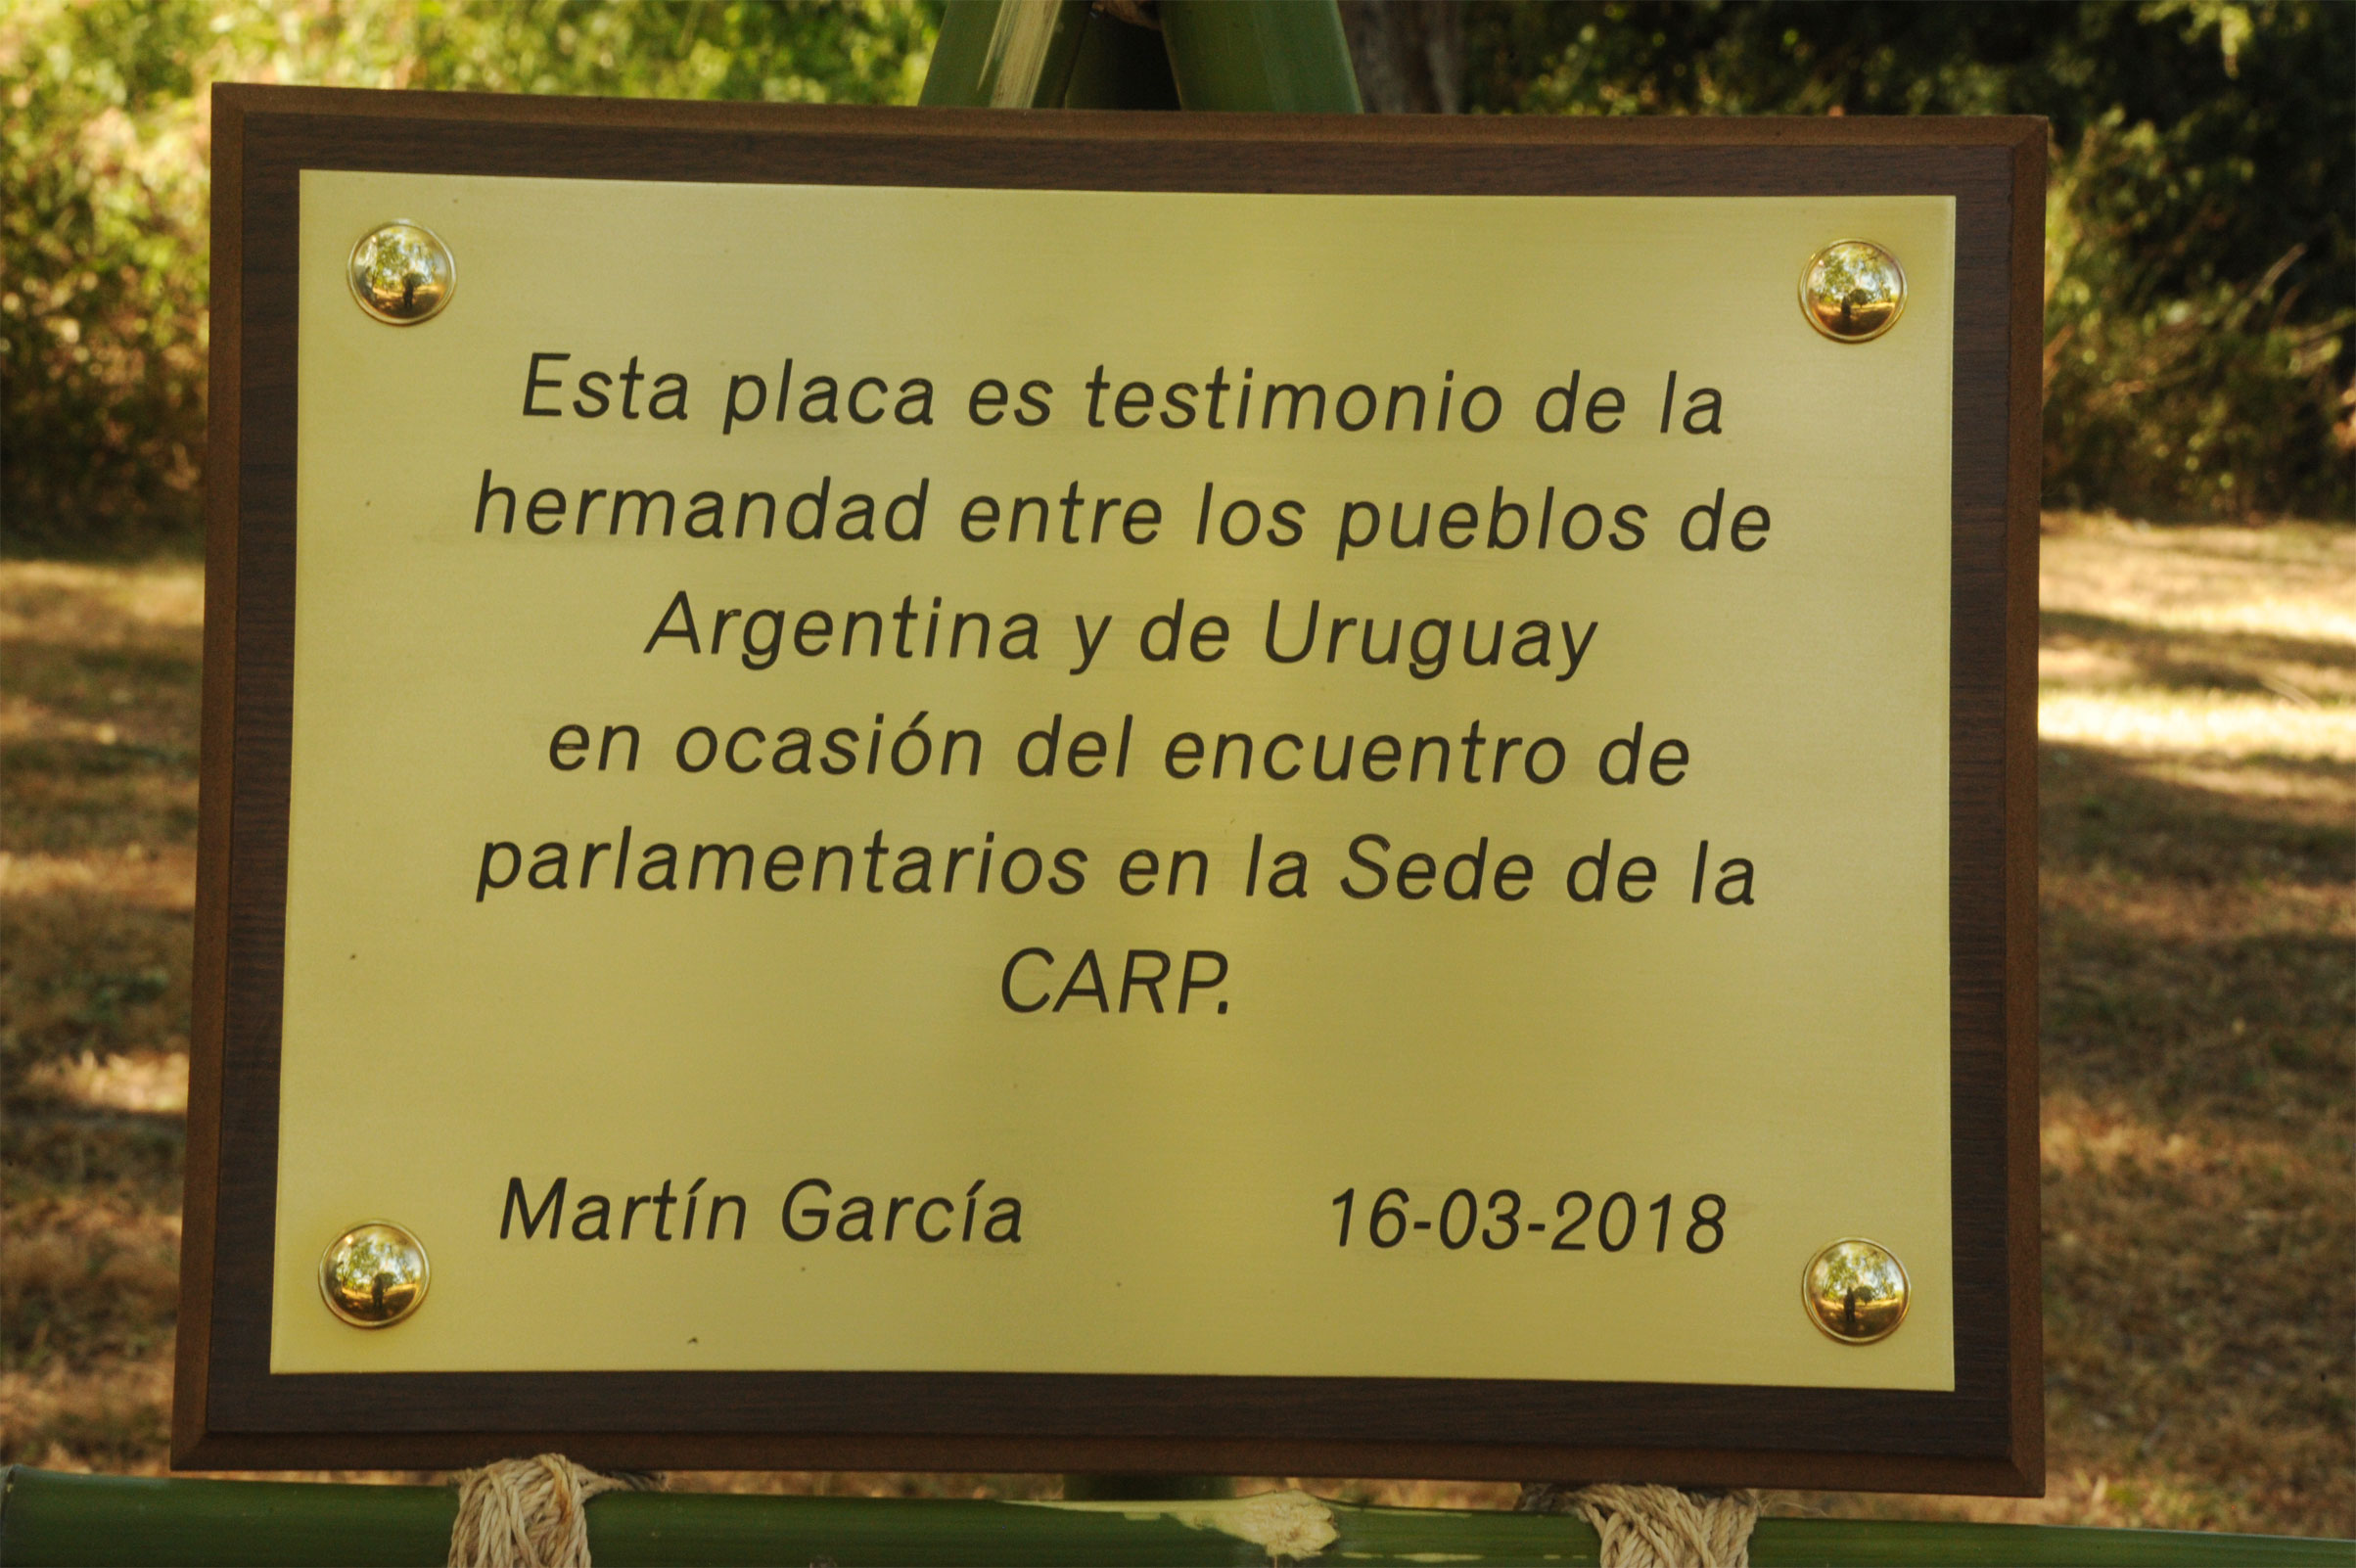 Esta placa es testimonio de la
hermandad entre los pueblos de
Argentina y de Uruguay
en ocasión del encuentro de
parlamentarios en la Sede de la
CARP.
Martín García 16-03-2018